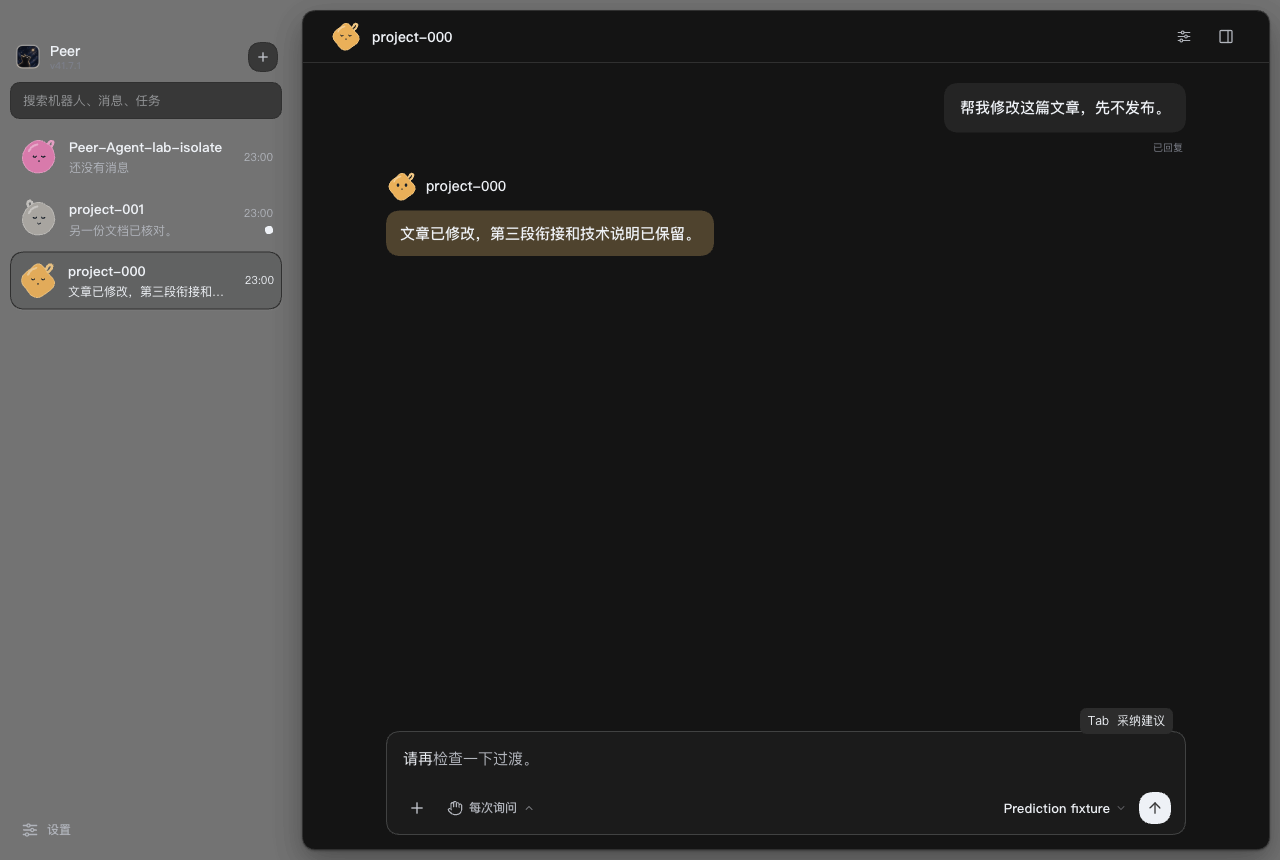 Peer
搜索机器人、消息、任务
Peer-Agent-lab-isolate
23:00
还没有消息
project-001
23:00
另一份文档已核对。
project-000
23:00
文章已修改，第三段衔接和...
设置
project-000
帮我修改这篇文章，先不发布。
已回复
project-000
文章已修改，第三段衔接和技术说明已保留。
Tab 采纳建议
请再检查一下过渡。
每次询问
Prediction fixture